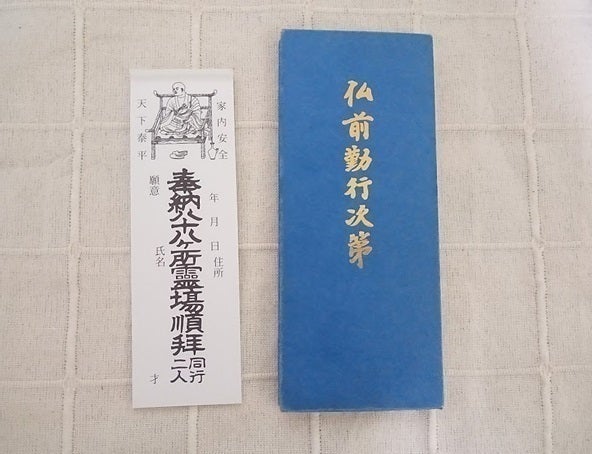 仏前勤行次第
家内安全
天下泰平
年 月 日
住所
奉納八十八ヶ所霊場順拝
同行二人
願意
氏名
才